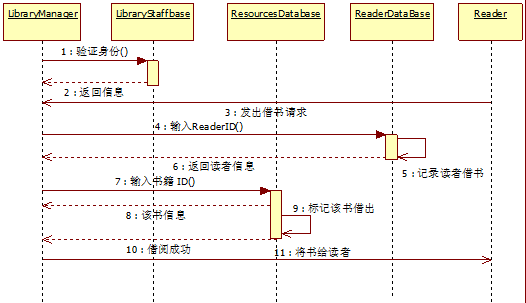 LibraryManager
LibraryStaffbase
ResourcesDatabase
ReaderDataBase
Reader
1 : 验证身份()
2 : 返回信息
3 : 发出借书请求
4 : 输入ReaderID()
5 : 记录读者借书
6 : 返回读者信息
7 : 输入书籍 ID()
8 : 该书信息
9 : 标记该书借出
10 : 借阅成功
11 : 将书给读者